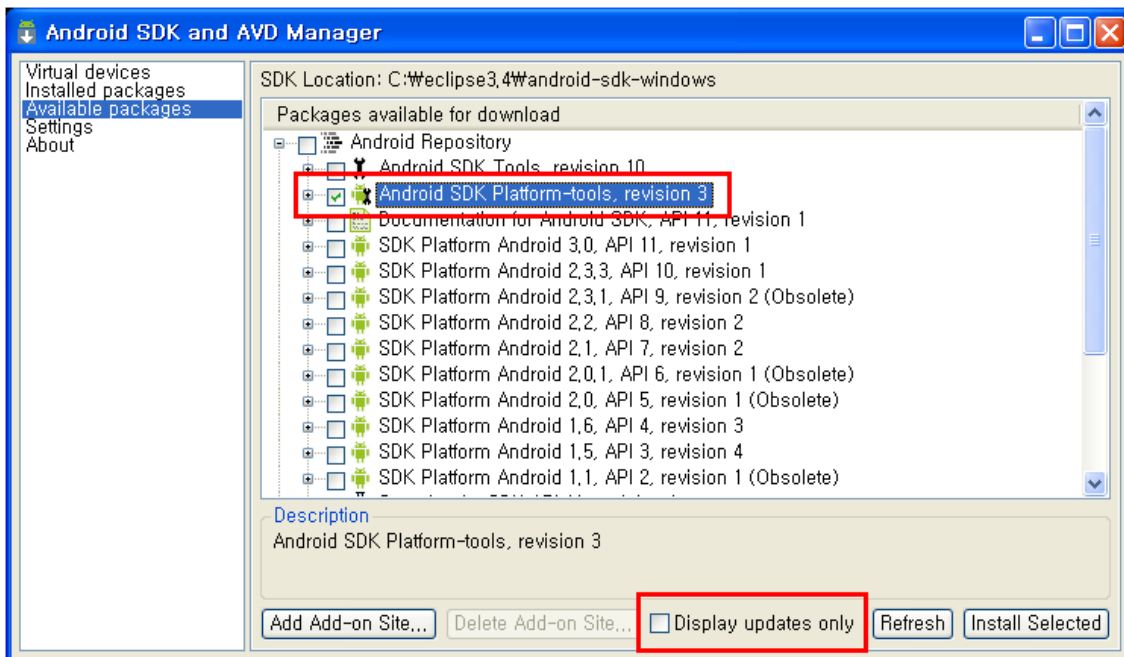 Android SDK and AVD Manager
Virtual devices
Installed packages
Available packages
Settings
About
SDK Location: C:₩eclipse3,4₩android-sdk-windows
Packages available for download
Android Repository
Android SDK Tools, revision 10
Android SDK Platform-tools, revision 3
Documentation for Android SDK, API 11, revision 1
SDK Platform Android 3,0, API 11, revision 1
SDK Platform Android 2,3,3, API 10, revision 1
SDK Platform Android 2,3,1, API 9, revision 2 (Obsolete)
SDK Platform Android 2,2, API 8, revision 2
SDK Platform Android 2,1, API 7, revision 2
SDK Platform Android 2,0,1, API 6, revision 1 (Obsolete)
SDK Platform Android 2,0, API 5, revision 1 (Obsolete)
SDK Platform Android 1,6, API 4, revision 3
SDK Platform Android 1,5, API 3, revision 4
SDK Platform Android 1,1, API 2, revision 1 (Obsolete)
Description
Android SDK Platform-tools, revision 3
Add Add-on Site,,, Delete Add-on Site,,, Display updates only Refresh Install Selected